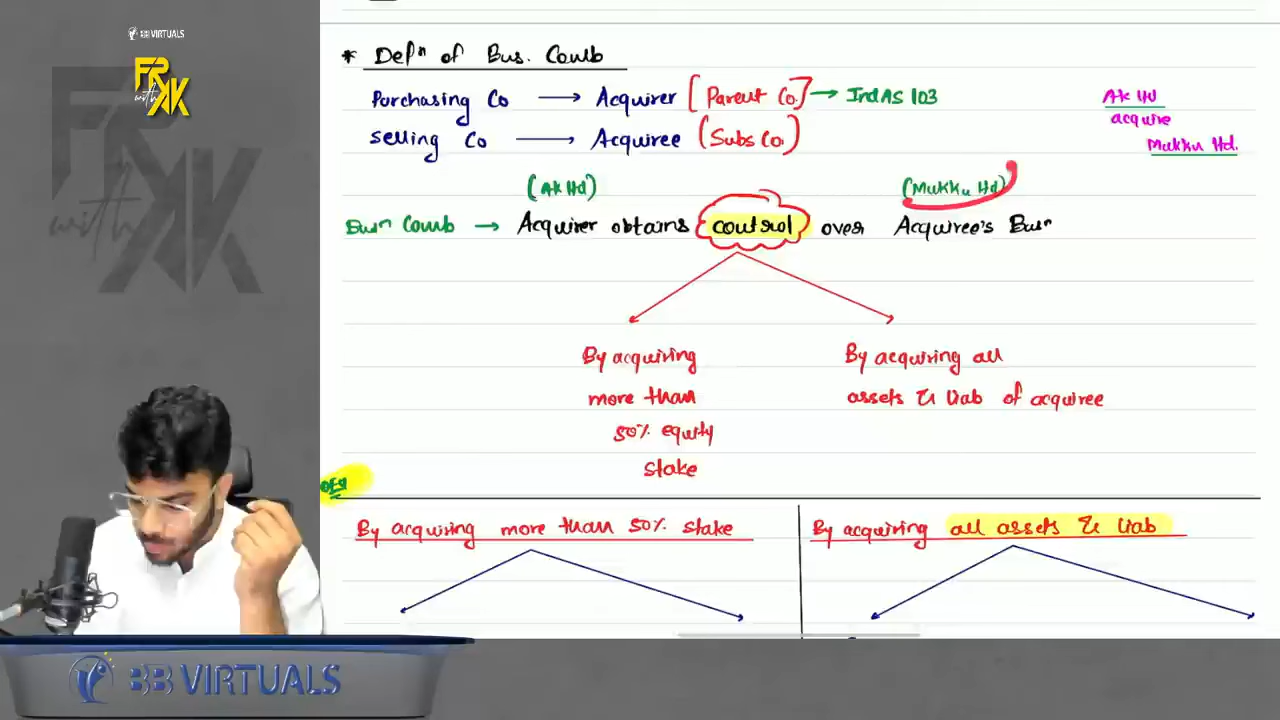 BB VIRTUALS
FR
with AK
* Defⁿ of Bus. Comb
Purchasing Co → Acquirer [Parent Co.] → IndAS 103
Selling Co → Acquiree (Subs Co.)
AK ltd
acquire
Mukku ltd.
(AK ltd) (Mukku ltd)
Busⁿ Comb → Acquirer obtains control over Acquiree's Busⁿ
By acquiring
more than
50% equity
stake
By acquiring all
assets & liab of acquiree
By acquiring more than 50% stake
By acquiring all assets & liab
BB VIRTUALS